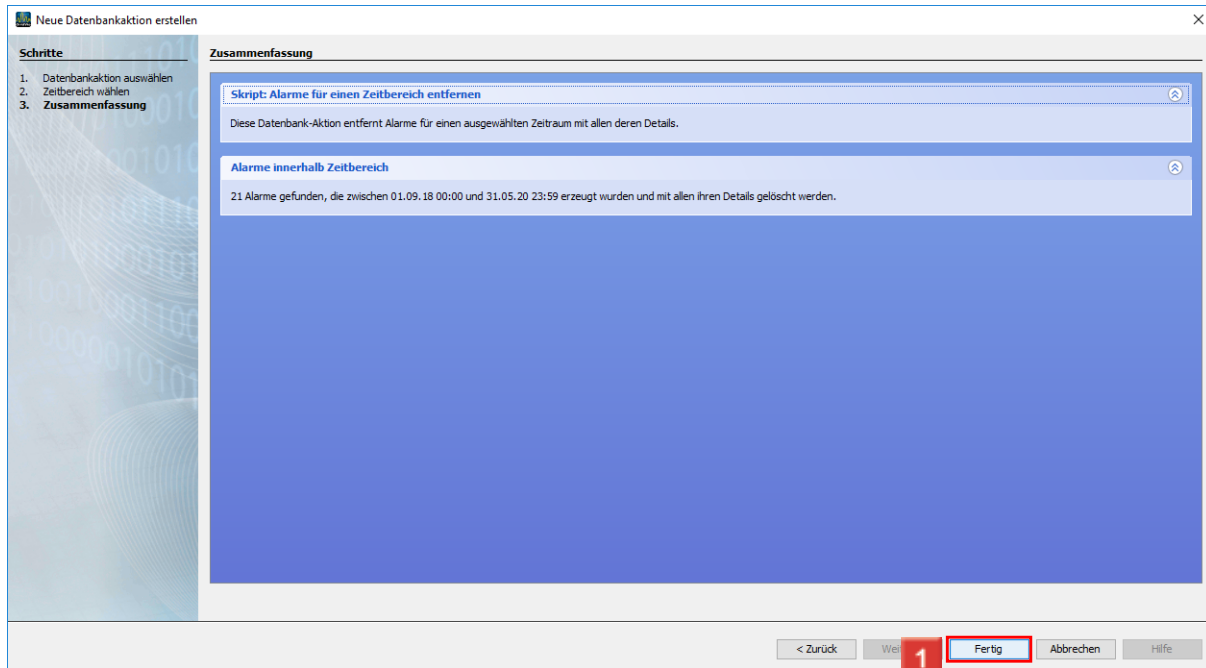 Neue Datenbankaktion erstellen
Schritte
1. Datenbankaktion auswählen
2. Zeitbereich wählen
3. Zusammenfassung
Zusammenfassung
Skript: Alarme für einen Zeitbereich entfernen
Diese Datenbank-Aktion entfernt Alarme für einen ausgewählten Zeitraum mit allen deren Details.
Alarme innerhalb Zeitbereich
21 Alarme gefunden, die zwischen 01.09.18 00:00 und 31.05.20 23:59 erzeugt wurden und mit allen ihren Details gelöscht werden.
< Zurück 1 Fertig Abbrechen Hilfe